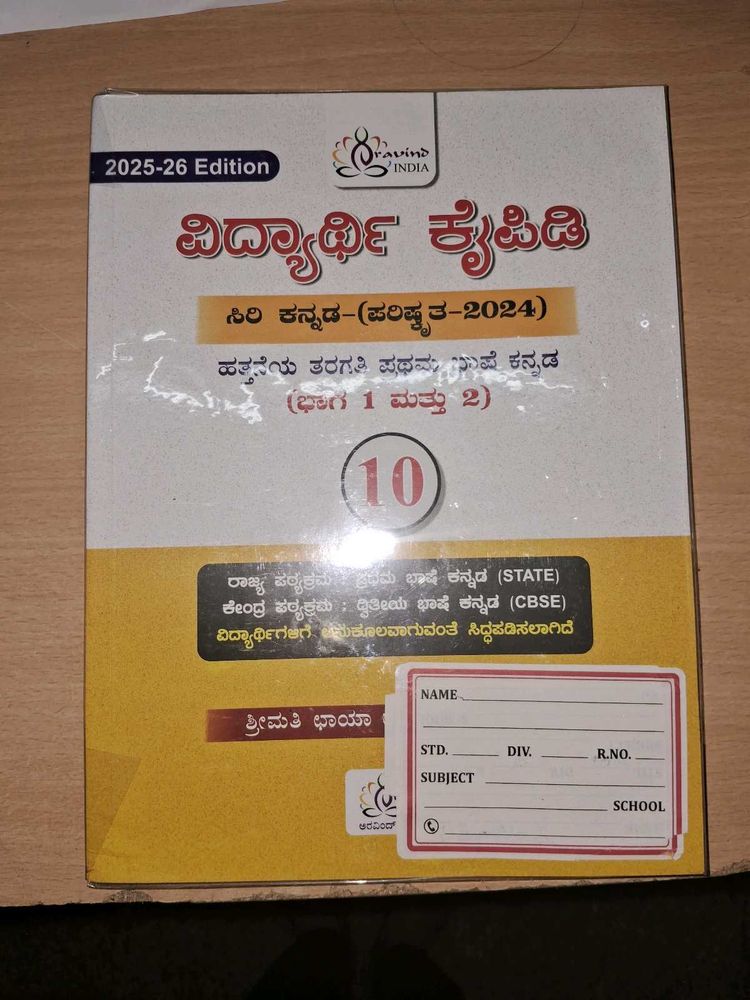 2025-26 Edition
Aravind
INDIA
ವಿದ್ಯಾರ್ಥಿ ಕೈಪಿಡಿ
ಸಿರಿ ಕನ್ನಡ-(ಪರಿಷ್ಕೃತ-2024)
ಹತ್ತನೆಯ ತರಗತಿ ಪ್ರಥಮ ಭಾಷೆ ಕನ್ನಡ
(ಭಾಗ 1 ಮತ್ತು 2)
10
ರಾಜ್ಯ ಪಠ್ಯಕ್ರಮ : ಪ್ರಥಮ ಭಾಷೆ ಕನ್ನಡ (STATE)
ಕೇಂದ್ರ ಪಠ್ಯಕ್ರಮ : ದ್ವಿತೀಯ ಭಾಷೆ ಕನ್ನಡ (CBSE)
ವಿದ್ಯಾರ್ಥಿಗಳಿಗೆ ಅನುಕೂಲವಾಗುವಂತೆ ಸಿದ್ಧಪಡಿಸಲಾಗಿದೆ
ಶ್ರೀಮತಿ ಛಾಯಾ
ಅರವಿಂದ್
NAME
STD. DIV. R.NO.
SUBJECT
SCHOOL